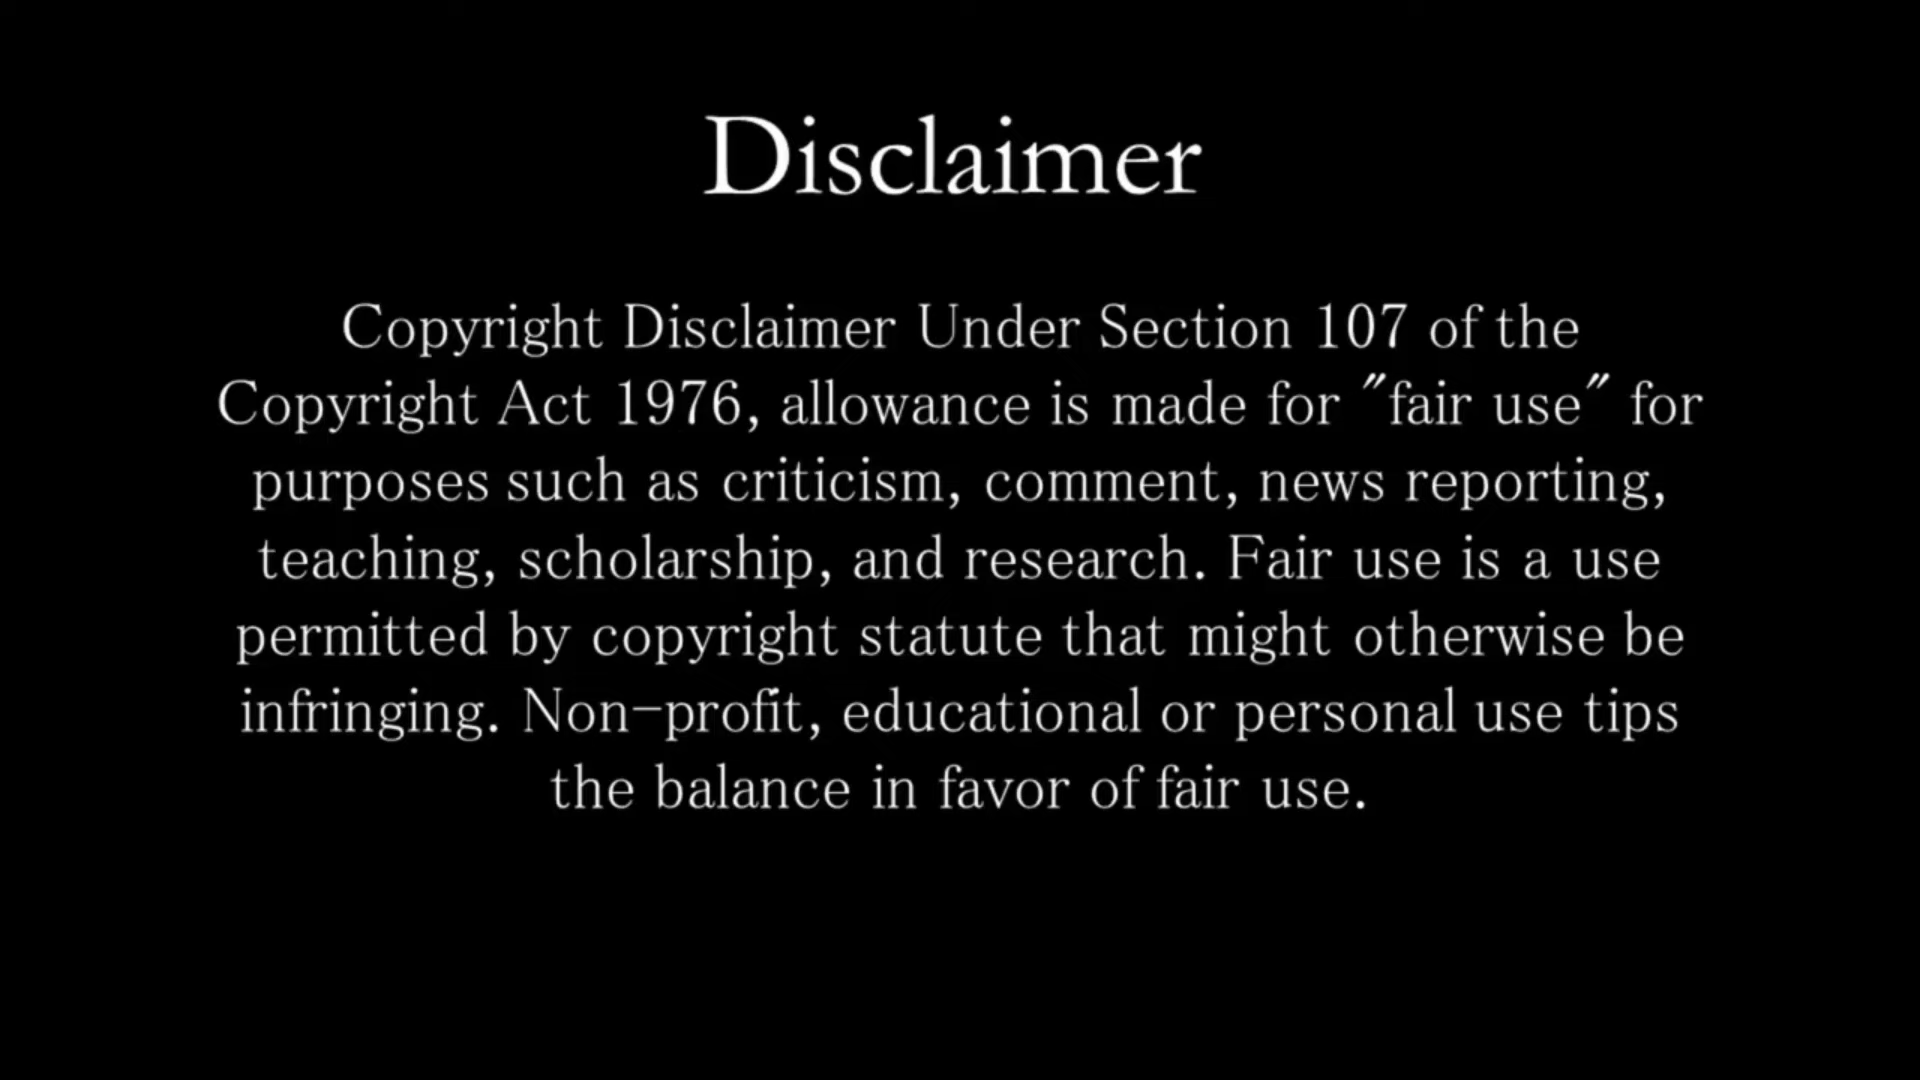 Disclaimer
Copyright Disclaimer Under Section 107 of the
Copyright Act 1976, allowance is made for "fair use" for
purposes such as criticism, comment, news reporting,
teaching, scholarship, and research. Fair use is a use
permitted by copyright statute that might otherwise be
infringing. Non-profit, educational or personal use tips
the balance in favor of fair use.